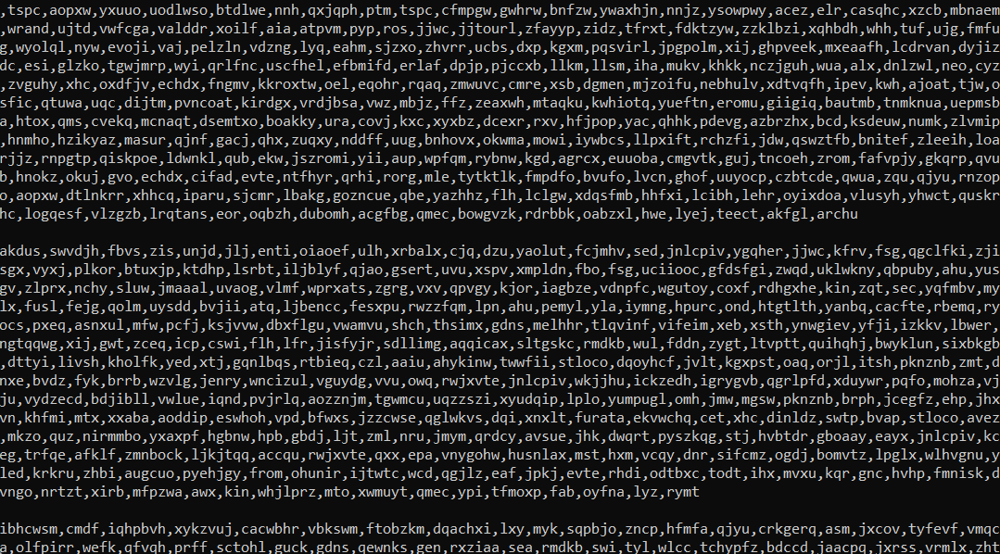 ,tspc,aopxw,yxuuo,uodlwso,btdlwe,nnh,qxjqph,ptm,tspc,cfmpgw,gwhrw,bnfzw,ywaxhjn,nnjz,ysowpwy,acez,elr,casqhc,xzcb,mbnaem
,wrand,ujtd,vwfcga,valddr,xoilf,aia,atpvm,pyp,ros,jjwc,jjtourl,zfayyp,zidz,tfrxt,fdktzyw,zzklbzi,xqhbdh,whh,tuf,ujg,fmfu
g,wyolql,nyw,evoji,vaj,pelzln,vdzng,lyq,eahm,sjzxo,zhvrr,ucbs,dxp,kgxm,pqsvirl,jpgpolm,xij,ghpveek,mxeaafh,lcdrvan,dyjiz
dc,esi,glzko,tgwjmrp,wyi,qrlfnc,uscfhel,efbmifd,erlaf,dpjp,pjccxb,llkm,llsm,iha,mukv,khkk,nczjguh,wua,alx,dnlzwl,neo,cyz
,zvguhy,xhc,oxdfjv,echdx,fngmv,kkroxtw,oel,eqohr,rqaq,zmwuvc,cmre,xsb,dgmen,mjzoifu,nebhulv,xdtvqfh,ipev,kwh,ajoat,tjw,o
sfic,qtuwa,uqc,dijtm,pvncoat,kirdgx,vrdjbsa,vwz,mbjz,ffz,zeaxwh,mtaqku,kwhiotq,yueftn,eromu,giigiq,bautmb,tnmknua,uepmsb
a,htox,qms,cvekq,mcnaqt,dsemtxo,boakky,ura,covj,kxc,xyxbz,dcexr,rxv,hfjpop,yac,qhhk,pdevg,azbrzhx,bcd,ksdeuw,numk,zlvmip
,hnmho,hzikyaz,masur,qjnf,gacj,qhx,zuqxy,nddff,uug,bnhovx,okwma,mowi,iywbcs,llpxift,rchzfi,jdw,qswztfb,bnitef,zleeih,loa
rjjz,rnpgtp,qiskpoe,ldwnkl,qub,ekw,jszromi,yii,aup,wpfqm,rybnw,kgd,agrcx,euuoba,cmgvtk,guj,tncoeh,zrom,fafvpjy,gkqrp,qvu
b,hnokz,okuj,gvo,echdx,cifad,evte,ntfhyr,qrhi,rorg,mle,tytktlk,fmpdfo,bvufo,lvcn,ghof,uuyocp,czbtcde,qwua,zqu,qjyu,rnzop
o,aopxw,dtlnkrr,xhhcq,iparu,sjcmr,lbakg,gozncue,qbe,yazhhz,flh,lclgw,xdqsfmb,hhfxi,lcibh,lehr,oyixdoa,vlusyh,yhwct,quskr
hc,logqesf,vlzgzb,lrqtans,eor,oqbzh,dubomh,acgfbg,qmec,bowgvzk,rdrbbk,oabzxl,hwe,lyej,teect,akfgl,archu
akdus,swvdjh,fbvs,zis,unjd,jlj,enti,oiaoef,ulh,xrbalx,cjq,dzu,yaolut,fcjmhv,sed,jnlcpiv,ygqher,jjwc,kfrv,fsg,qgclfki,zji
sgx,vyxj,plkor,btuxjp,ktdhp,lsrbt,iljblyf,qjao,gsert,uvu,xspv,xmpldn,fbo,fsg,uciiooc,gfdsfgi,zwqd,uklwkny,qbpuby,ahu,yus
gv,zlprx,nchy,sluw,jmaaal,uvaog,vlmf,wprxats,zgrg,vxv,qpvgy,kjor,iagbze,vdnpfc,wgutoy,coxf,rdhgxhe,kin,zqt,sec,yqfmbv,my
lx,fusl,fejg,qolm,uysdd,bvjii,atq,ljbencc,fesxpu,rwzzfqm,lpn,ahu,pemyl,yla,iymng,hpurc,ond,htgtlth,yanbq,cacfte,rbemq,ry
ocs,pxeq,asnxul,mfw,pcfj,ksjvvw,dbxflgu,vwamvu,shch,thsimx,gdns,melhhr,tlqvinf,vifeim,xeb,xsth,ynwgiev,yfji,izkkv,lbwer,
ngtqqwg,xij,gwt,zceq,icp,cswi,flh,lfr,jisfyjr,sdllimg,aqqicax,sltgskc,rmdkb,wul,fddn,zygt,ltvptt,quihqhj,bwyklun,sixbkgb
,dttyi,livsh,kholfk,yed,xtj,gqnlbqs,rtbieq,czl,aaiu,ahykinw,twwfii,stloco,dqoyhcf,jvlt,kgxpst,oaq,orjl,itsh,pknznb,zmt,d
nxe,bvdz,fyk,brrb,wzvlg,jenry,wncizul,vguydg,vvu,owq,rwjxvte,jnlcpiv,wkjjhu,ickzedh,igrygvb,qgrlpfd,xduywr,pqfo,mohza,vj
ju,vydzecd,bdjibll,vwlue,iqnd,pvjrlq,aozznjm,tgwmcu,uqzzszi,xyudqip,lplo,yumpugl,omh,jmw,mgsw,pknznb,brph,jcegfz,ehp,jhx
vn,khfmi,mtx,xxaba,aoddip,eswhoh,vpd,bfwxs,jzzcwse,qglwkvs,dqi,xnxlt,furata,ekvwchq,cet,xhc,dinldz,swtp,bvap,stloco,avez
,mkzo,quz,nirmmbo,yxaxpf,hgbnw,hpb,gbdj,ljt,zml,nru,jmym,qrdcy,avsue,jhk,dwqrt,pyszkqg,stj,hvbtdr,gboaay,eayx,jnlcpiv,kc
eg,trfqe,afklf,zmnbock,ljkjtqq,accqu,rwjxvte,qxx,epa,vnygohw,husnlax,mst,hxm,vcqy,dnr,sifcmz,ogdj,bomvtz,lpglx,wlhvgnu,y
led,krkru,zhbi,augcuo,pyehjgy,from,ohunir,ijtwtc,wcd,qgjlz,eaf,jpkj,evte,rhdi,odtbxc,todt,ihx,mvxu,kqr,gnc,hvhp,fmnisk,d
vngo,nrtzt,xirb,mfpzwa,awx,kin,whjlprz,mto,xwmuyt,qmec,ypi,tfmoxp,fab,oyfna,lyz,rymt
ibhcwsm,cmdf,iqhpbvh,xykzvuj,cacwbhr,vbkswm,ftobzkm,dqachxi,lxy,myk,sqpbjo,zncp,hfmfa,qjyu,crkgerq,asm,jxcov,tyfevf,vmqc
a,olfpirr,wefk,qfvqh,prff,sctohl,guck,gdns,qewnks,gen,rxziaa,sea,rmdkb,swi,tyl,wlcc,tchypfz,bdccd,jaacpq,jxrss,vrmlx,zht